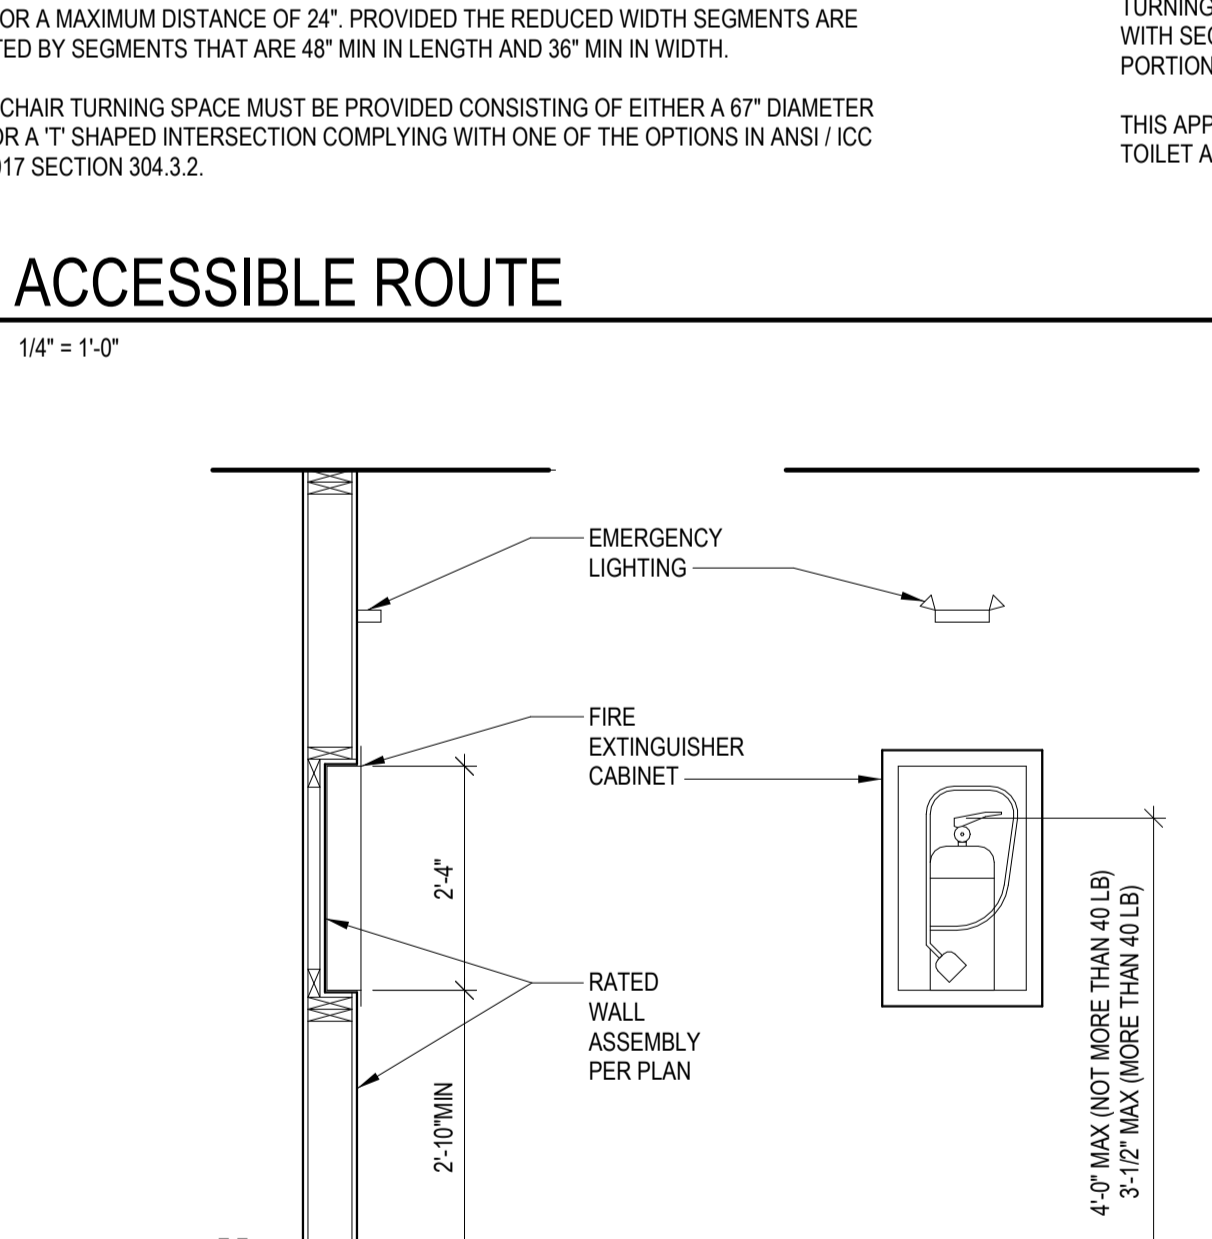 OR A MAXIMUM DISTANCE OF 24". PROVIDED THE REDUCED WIDTH SEGMENTS ARE
TED BY SEGMENTS THAT ARE 48" MIN IN LENGTH AND 36" MIN IN WIDTH.
CHAIR TURNING SPACE MUST BE PROVIDED CONSISTING OF EITHER A 67" DIAMETER
OR A 'T' SHAPED INTERSECTION COMPLYING WITH ONE OF THE OPTIONS IN ANSI / ICC
017 SECTION 304.3.2.
TURNING
WITH SEC
PORTION
THIS APP
TOILET A
ACCESSIBLE ROUTE
1/4" = 1'-0"
EMERGENCY
LIGHTING
FIRE
EXTINGUISHER
CABINET
2'-4"
RATED
WALL
ASSEMBLY
PER PLAN
2'-10"MIN
4'-0" MAX (NOT MORE THAN 40 LB)
3'-1/2" MAX (MORE THAN 40 LB)